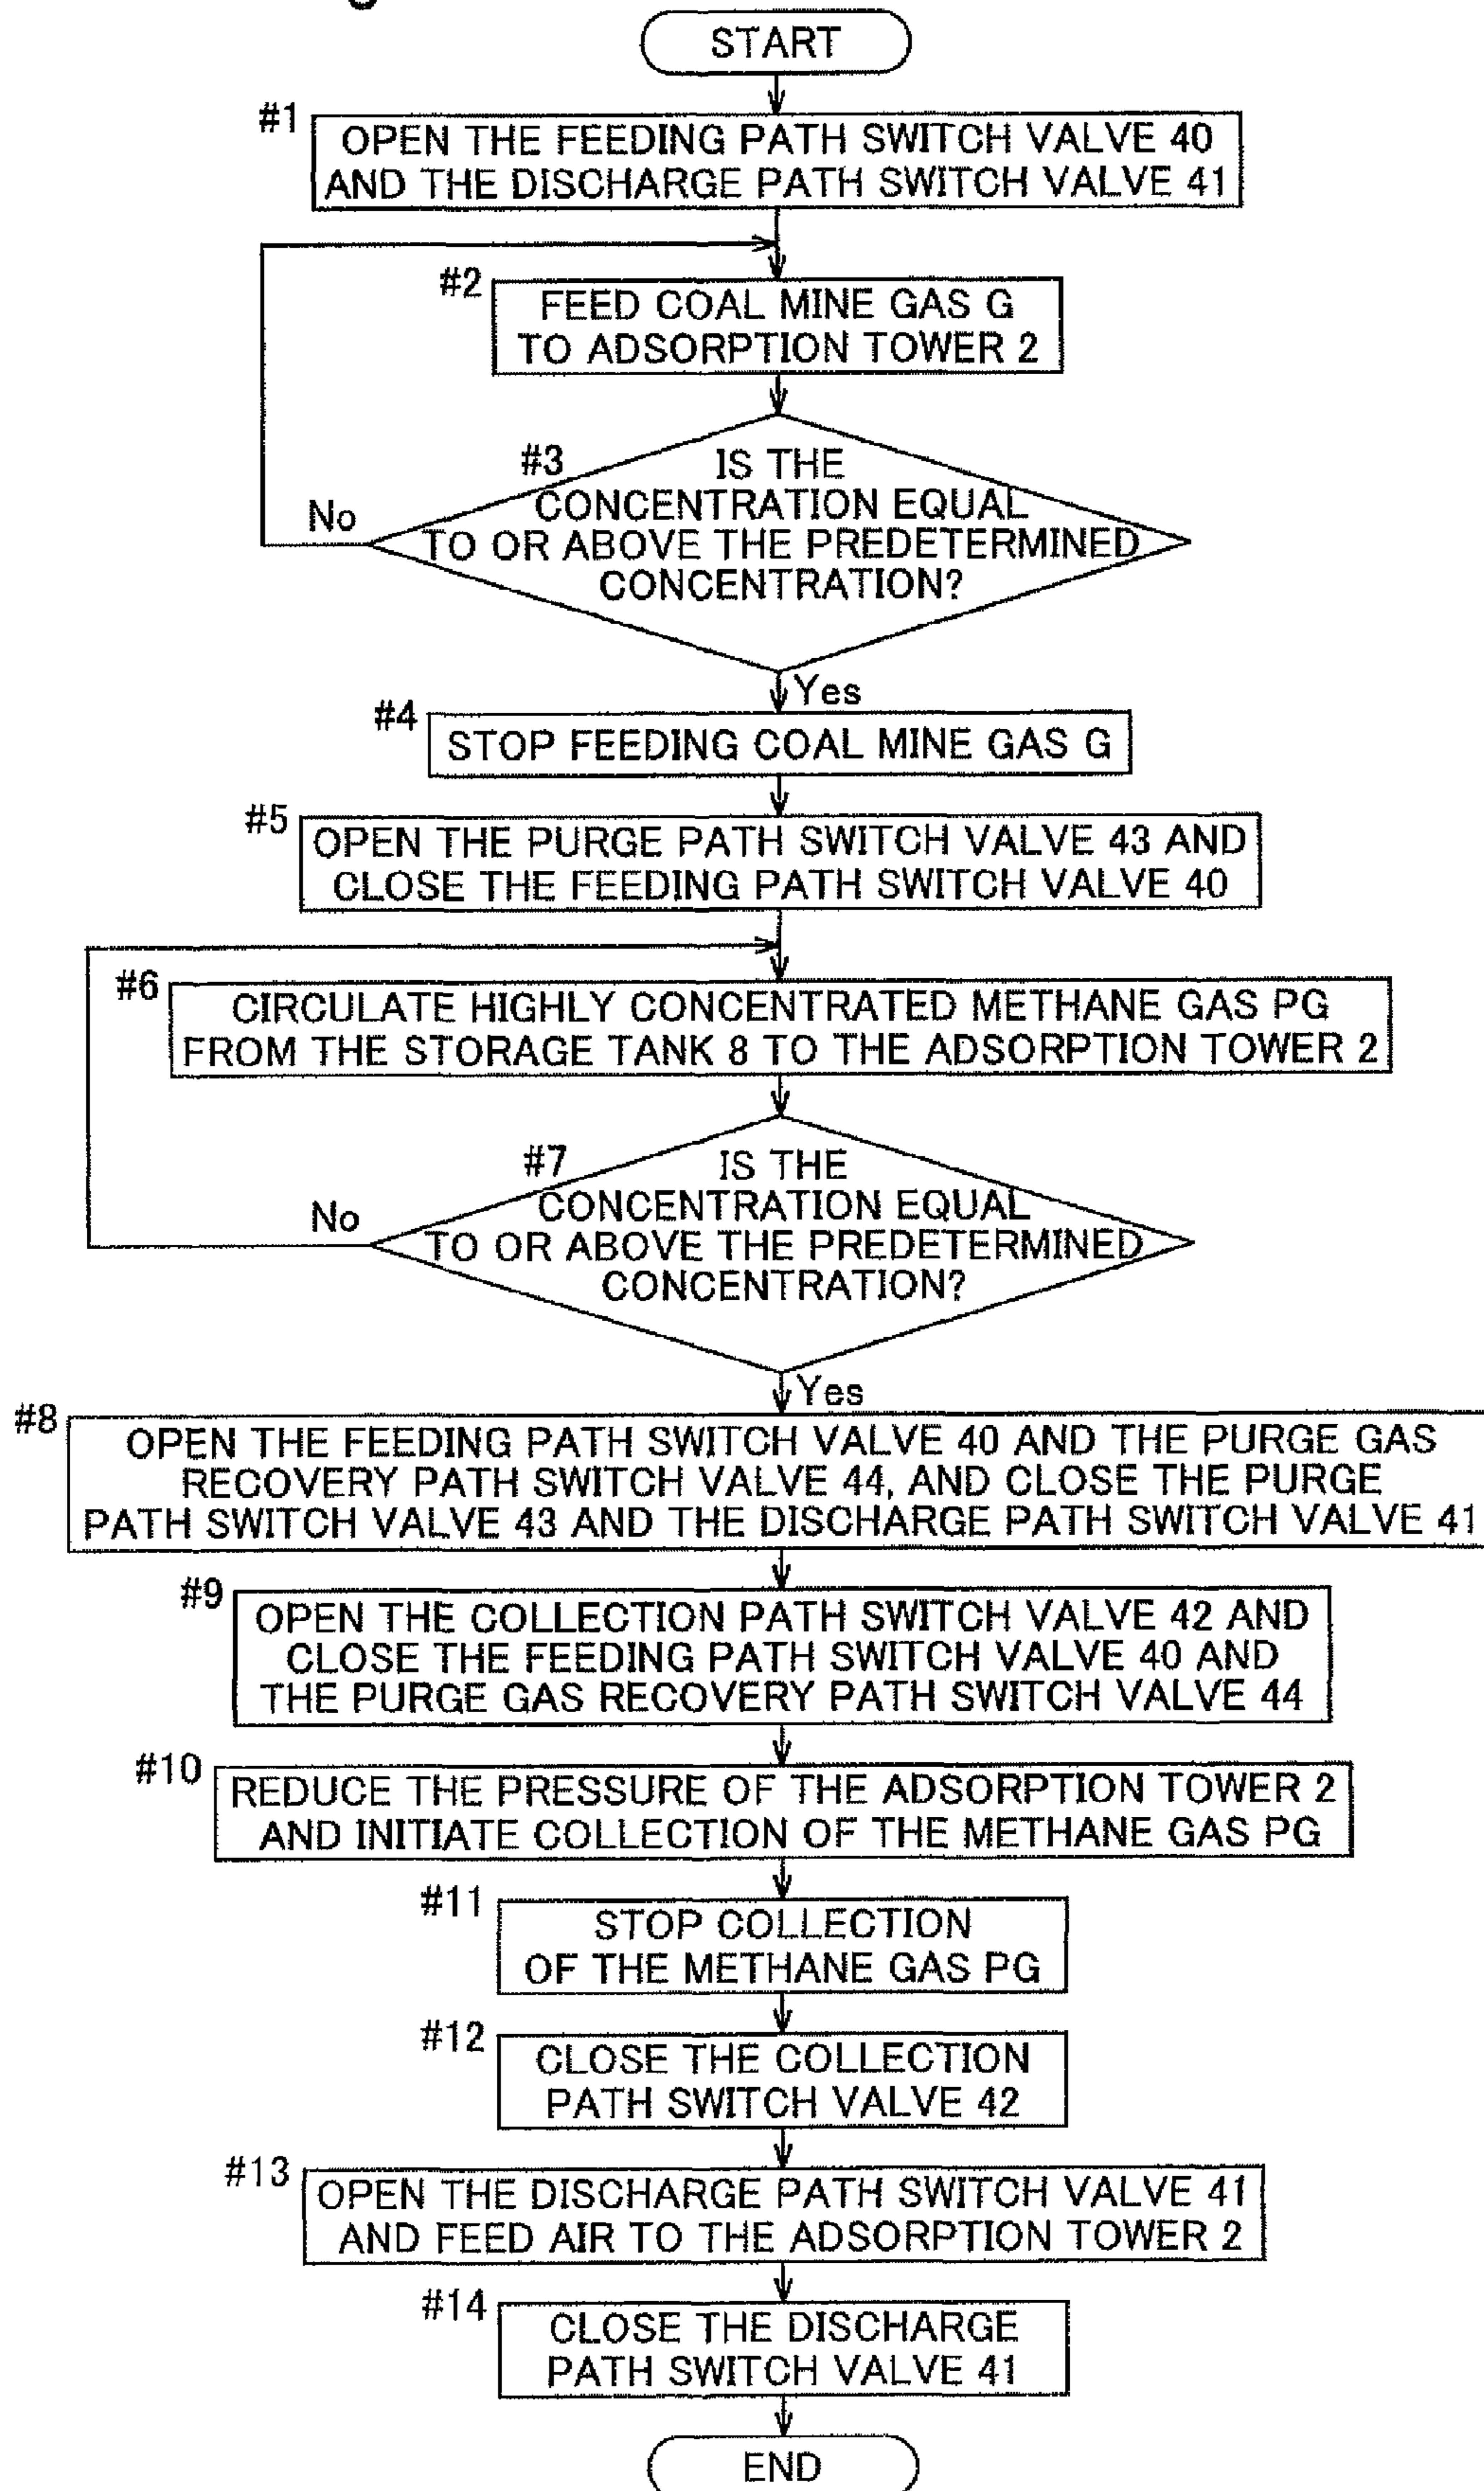 START
#1
OPEN THE FEEDING PATH SWITCH VALVE 40
AND THE DISCHARGE PATH SWITCH VALVE 41
#2
FEED COAL MINE GAS G
TO ADSORPTION TOWER 2
#3
IS THE
CONCENTRATION EQUAL
TO OR ABOVE THE PREDETERMINED
CONCENTRATION?
No
Yes
#4
STOP FEEDING COAL MINE GAS G
#5
OPEN THE PURGE PATH SWITCH VALVE 43 AND
CLOSE THE FEEDING PATH SWITCH VALVE 40
#6
CIRCULATE HIGHLY CONCENTRATED METHANE GAS PG
FROM THE STORAGE TANK 8 TO THE ADSORPTION TOWER 2
#7
IS THE
CONCENTRATION EQUAL
TO OR ABOVE THE PREDETERMINED
CONCENTRATION?
No
Yes
#8
OPEN THE FEEDING PATH SWITCH VALVE 40 AND THE PURGE GAS
RECOVERY PATH SWITCH VALVE 44, AND CLOSE THE PURGE
PATH SWITCH VALVE 43 AND THE DISCHARGE PATH SWITCH VALVE 41
#9
OPEN THE COLLECTION PATH SWITCH VALVE 42 AND
CLOSE THE FEEDING PATH SWITCH VALVE 40 AND
THE PURGE GAS RECOVERY PATH SWITCH VALVE 44
#10
REDUCE THE PRESSURE OF THE ADSORPTION TOWER 2
AND INITIATE COLLECTION OF THE METHANE GAS PG
#11
STOP COLLECTION
OF THE METHANE GAS PG
#12
CLOSE THE COLLECTION
PATH SWITCH VALVE 42
#13
OPEN THE DISCHARGE PATH SWITCH VALVE 41
AND FEED AIR TO THE ADSORPTION TOWER 2
#14
CLOSE THE DISCHARGE
PATH SWITCH VALVE 41
END